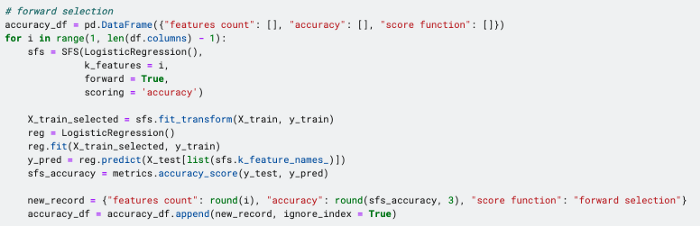 # forward selection
accuracy_df = pd.DataFrame({"features count": [], "accuracy": [], "score function": []})
for i in range(1, len(df.columns) - 1):
    sfs = SFS(LogisticRegression(),
              k_features = i,
              forward = True,
              scoring = 'accuracy')

    X_train_selected = sfs.fit_transform(X_train, y_train)
    reg = LogisticRegression()
    reg.fit(X_train_selected, y_train)
    y_pred = reg.predict(X_test[list(sfs.k_feature_names_)])
    sfs_accuracy = metrics.accuracy_score(y_test, y_pred)

    new_record = {"features count": round(i), "accuracy": round(sfs_accuracy, 3), "score function": "forward selection"}
    accuracy_df = accuracy_df.append(new_record, ignore_index = True)